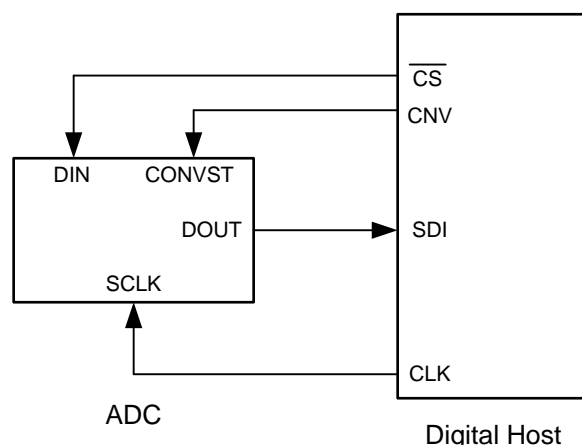 CS
CNV
DIN CONVST
DOUT
SDI
SCLK
CLK
ADC
Digital Host